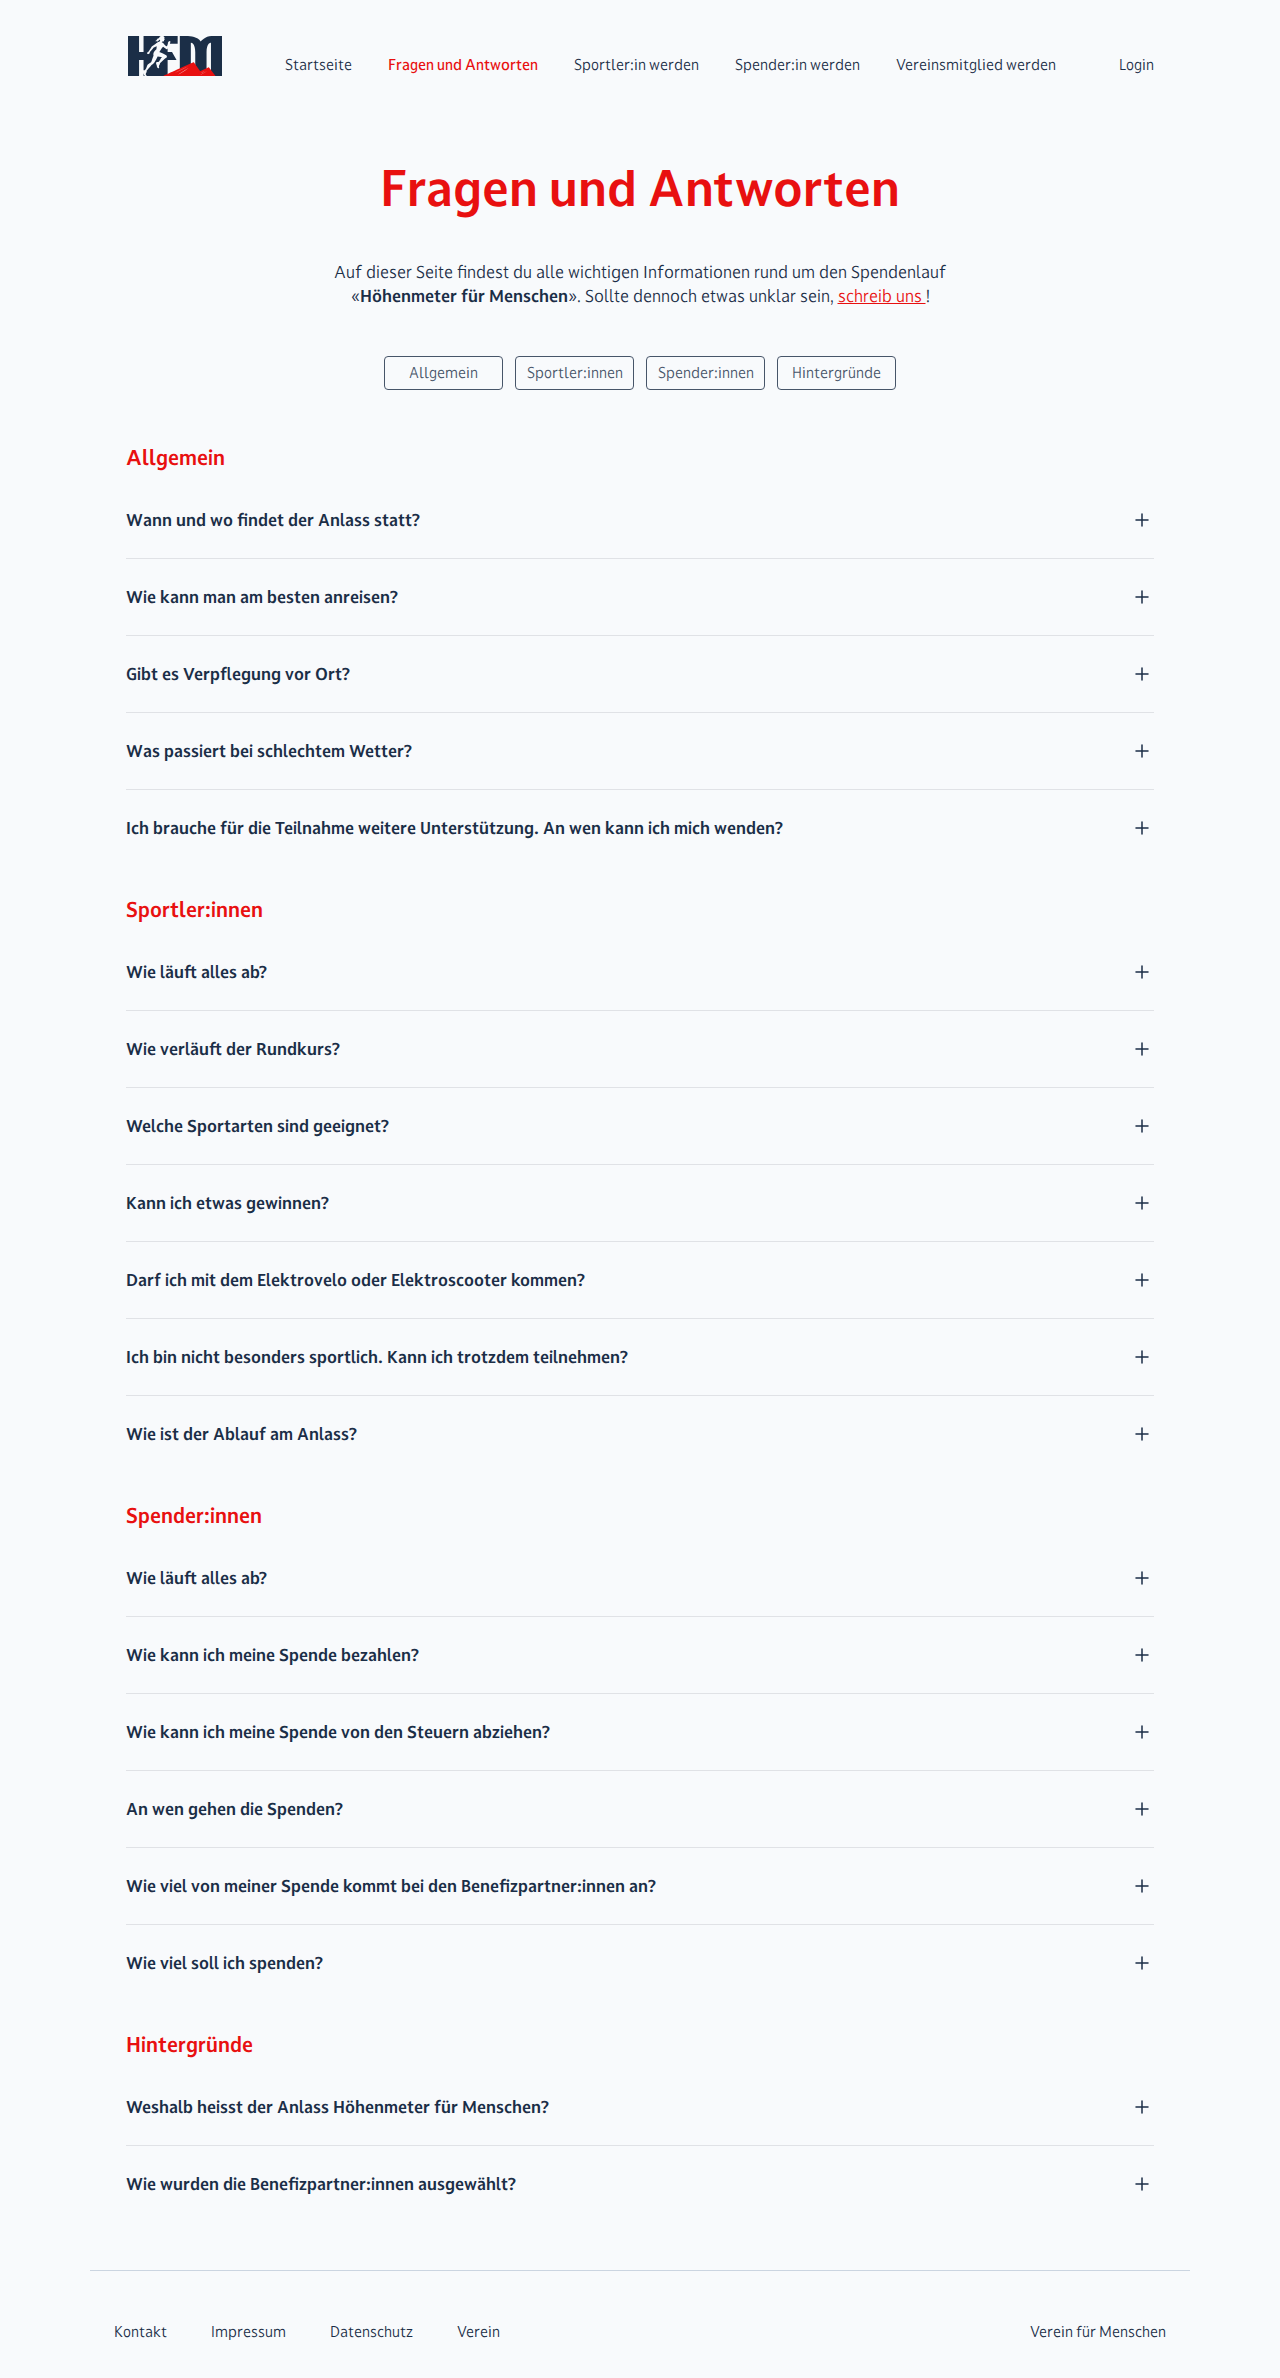 HFM
Startseite
Fragen und Antworten
Sportler:in werden
Spender:in werden
Vereinsmitglied werden
Login
Fragen und Antworten
Auf dieser Seite findest du alle wichtigen Informationen rund um den Spendenlauf
«Höhenmeter für Menschen». Sollte dennoch etwas unklar sein, schreib uns !
Allgemein
Sportler:innen
Spender:innen
Hintergründe
Allgemein
Wann und wo findet der Anlass statt?
Wie kann man am besten anreisen?
Gibt es Verpflegung vor Ort?
Was passiert bei schlechtem Wetter?
Ich brauche für die Teilnahme weitere Unterstützung. An wen kann ich mich wenden?
Sportler:innen
Wie läuft alles ab?
Wie verläuft der Rundkurs?
Welche Sportarten sind geeignet?
Kann ich etwas gewinnen?
Darf ich mit dem Elektrovelo oder Elektroscooter kommen?
Ich bin nicht besonders sportlich. Kann ich trotzdem teilnehmen?
Wie ist der Ablauf am Anlass?
Spender:innen
Wie läuft alles ab?
Wie kann ich meine Spende bezahlen?
Wie kann ich meine Spende von den Steuern abziehen?
An wen gehen die Spenden?
Wie viel von meiner Spende kommt bei den Benefizpartner:innen an?
Wie viel soll ich spenden?
Hintergründe
Weshalb heisst der Anlass Höhenmeter für Menschen?
Wie wurden die Benefizpartner:innen ausgewählt?
Kontakt
Impressum
Datenschutz
Verein
Verein für Menschen